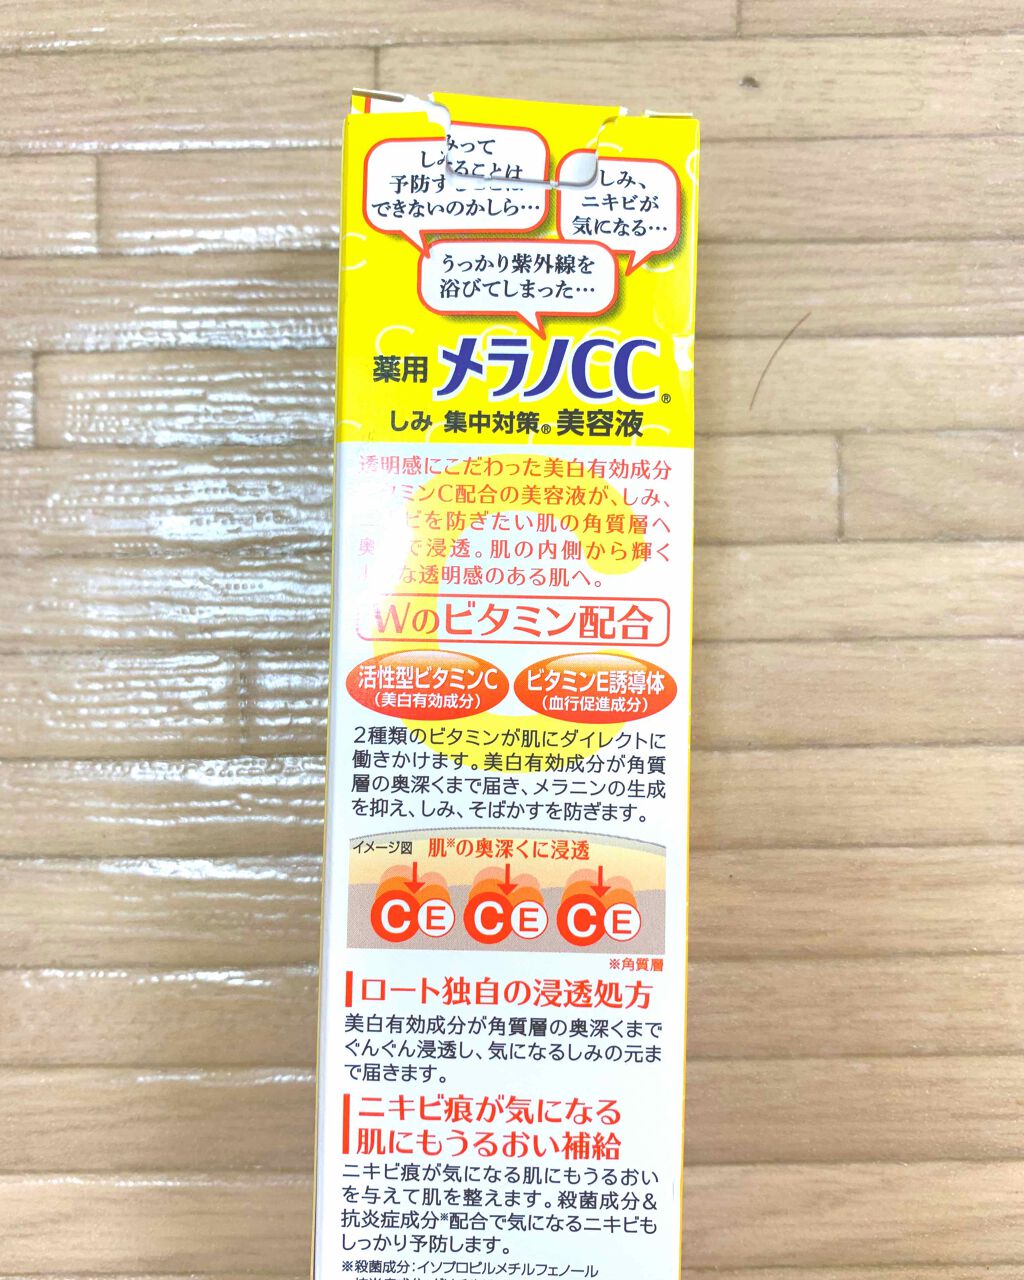 みって
しみることは
予防す
できないのかしら…
しみ、
ニキビが
気になる…
うっかり紫外線を
浴びてしまった…
薬用 メラノCC®
しみ 集中対策® 美容液
透明感にこだわった美白有効成分
ミンC配合の美容液が、しみ、
ビを防ぎたい肌の角質層へ
奥 で浸透。肌の内側から輝く
な透明感のある肌へ。
Wのビタミン配合
活性型ビタミンC
(美白有効成分)
ビタミンE誘導体
(血行促進成分)
2種類のビタミンが肌にダイレクトに
働きかけます。美白有効成分が角質
層の奥深くまで届き、メラニンの生成
を抑え、しみ、そばかすを防ぎます。
イメージ図 肌※の奥深くに浸透
C E C E C E
※角質層
ロート独自の浸透処方
美白有効成分が角質層の奥深くまで
ぐんぐん浸透し、気になるしみの元ま
で届きます。
ニキビ痕が気になる
肌にもうるおい補給
ニキビ痕が気になる肌にもうるおい
を与えて肌を整えます。殺菌成分&
抗炎症成分※配合で気になるニキビも
しっかり予防します。
※殺菌成分:イソプロピルメチルフェノール